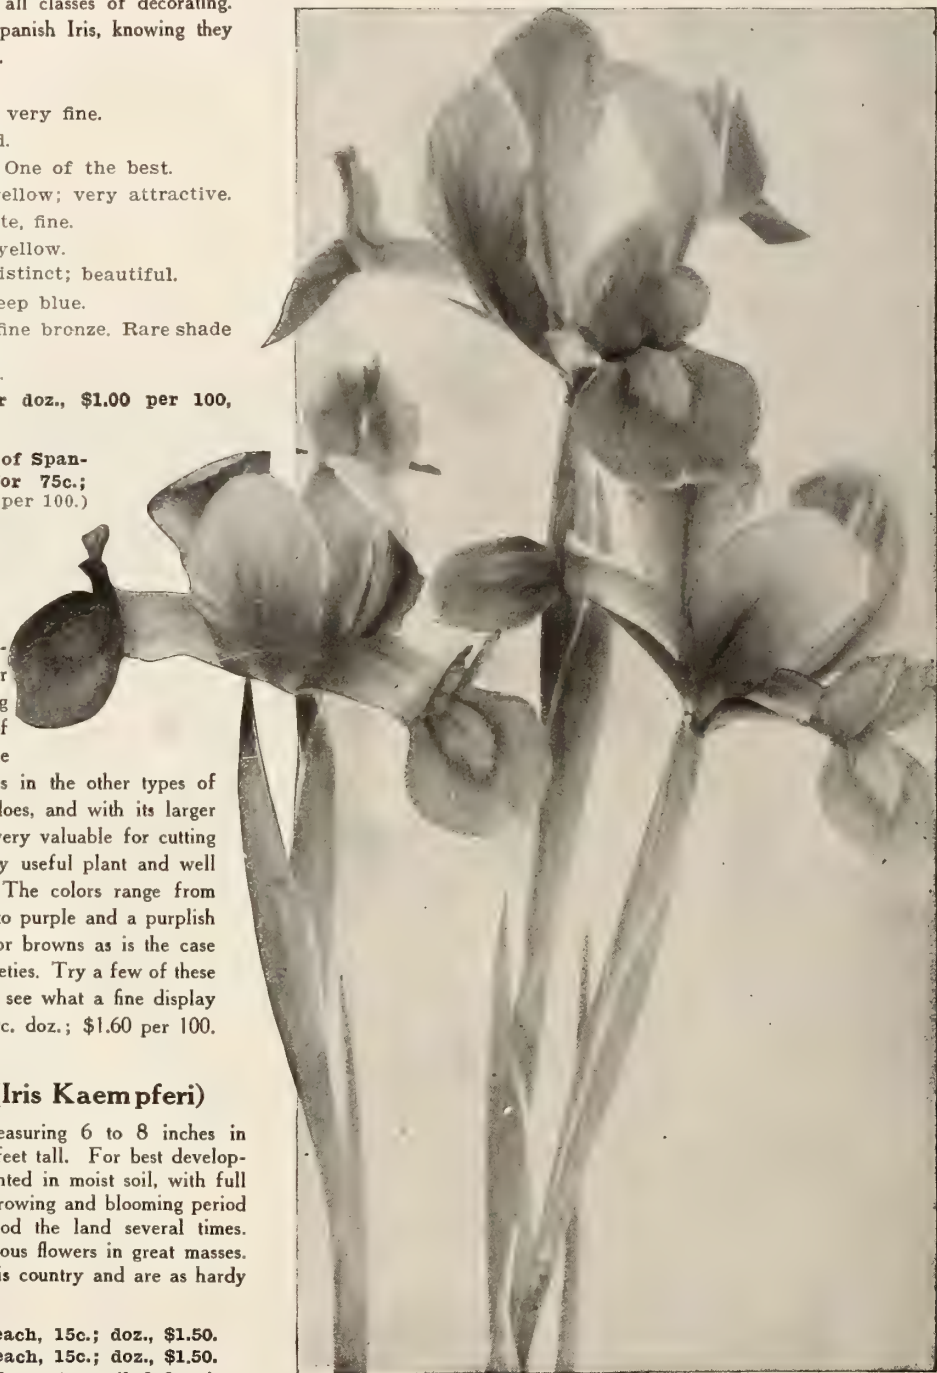 all classes of decorating.
panish Iris, knowing they
.
very fine.
d.
One of the best.
ellow; very attractive.
te, fine.
yellow.
istinct; beautiful.
eep blue.
fine bronze. Rare shade
.
r doz., $1.00 per 100,
of Span-
or 75c.;
per 100.)
-
r
g
f
e
s in the other types of
loes, and with its larger
very valuable for cutting
y useful plant and well
The colors range from
to purple and a purplish
or browns as is the case
eties. Try a few of these
see what a fine display
c. doz.; $1.60 per 100.
(Iris Kaempferi)
easuring 6 to 8 inches in
feet tall. For best develop-
nted in moist soil, with full
rowing and blooming period
od the land several times.
ous flowers in great masses.
is country and are as hardy
each, 15c.; doz., $1.50.
each, 15c.; doz., $1.50.